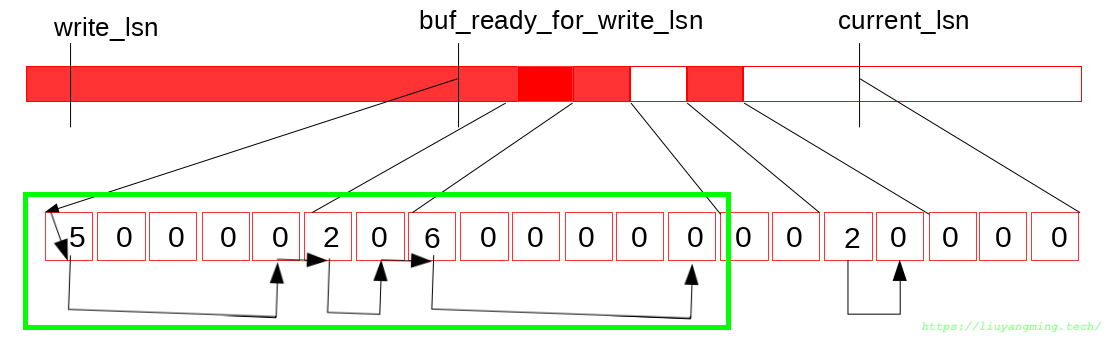 write_lsn
buf_ready_for_write_lsn
current_lsn
5 0 0 0 0 2 0 6 0 0 0 0 0 0 0 2 0 0 0 0
https://liuyangming.tech/